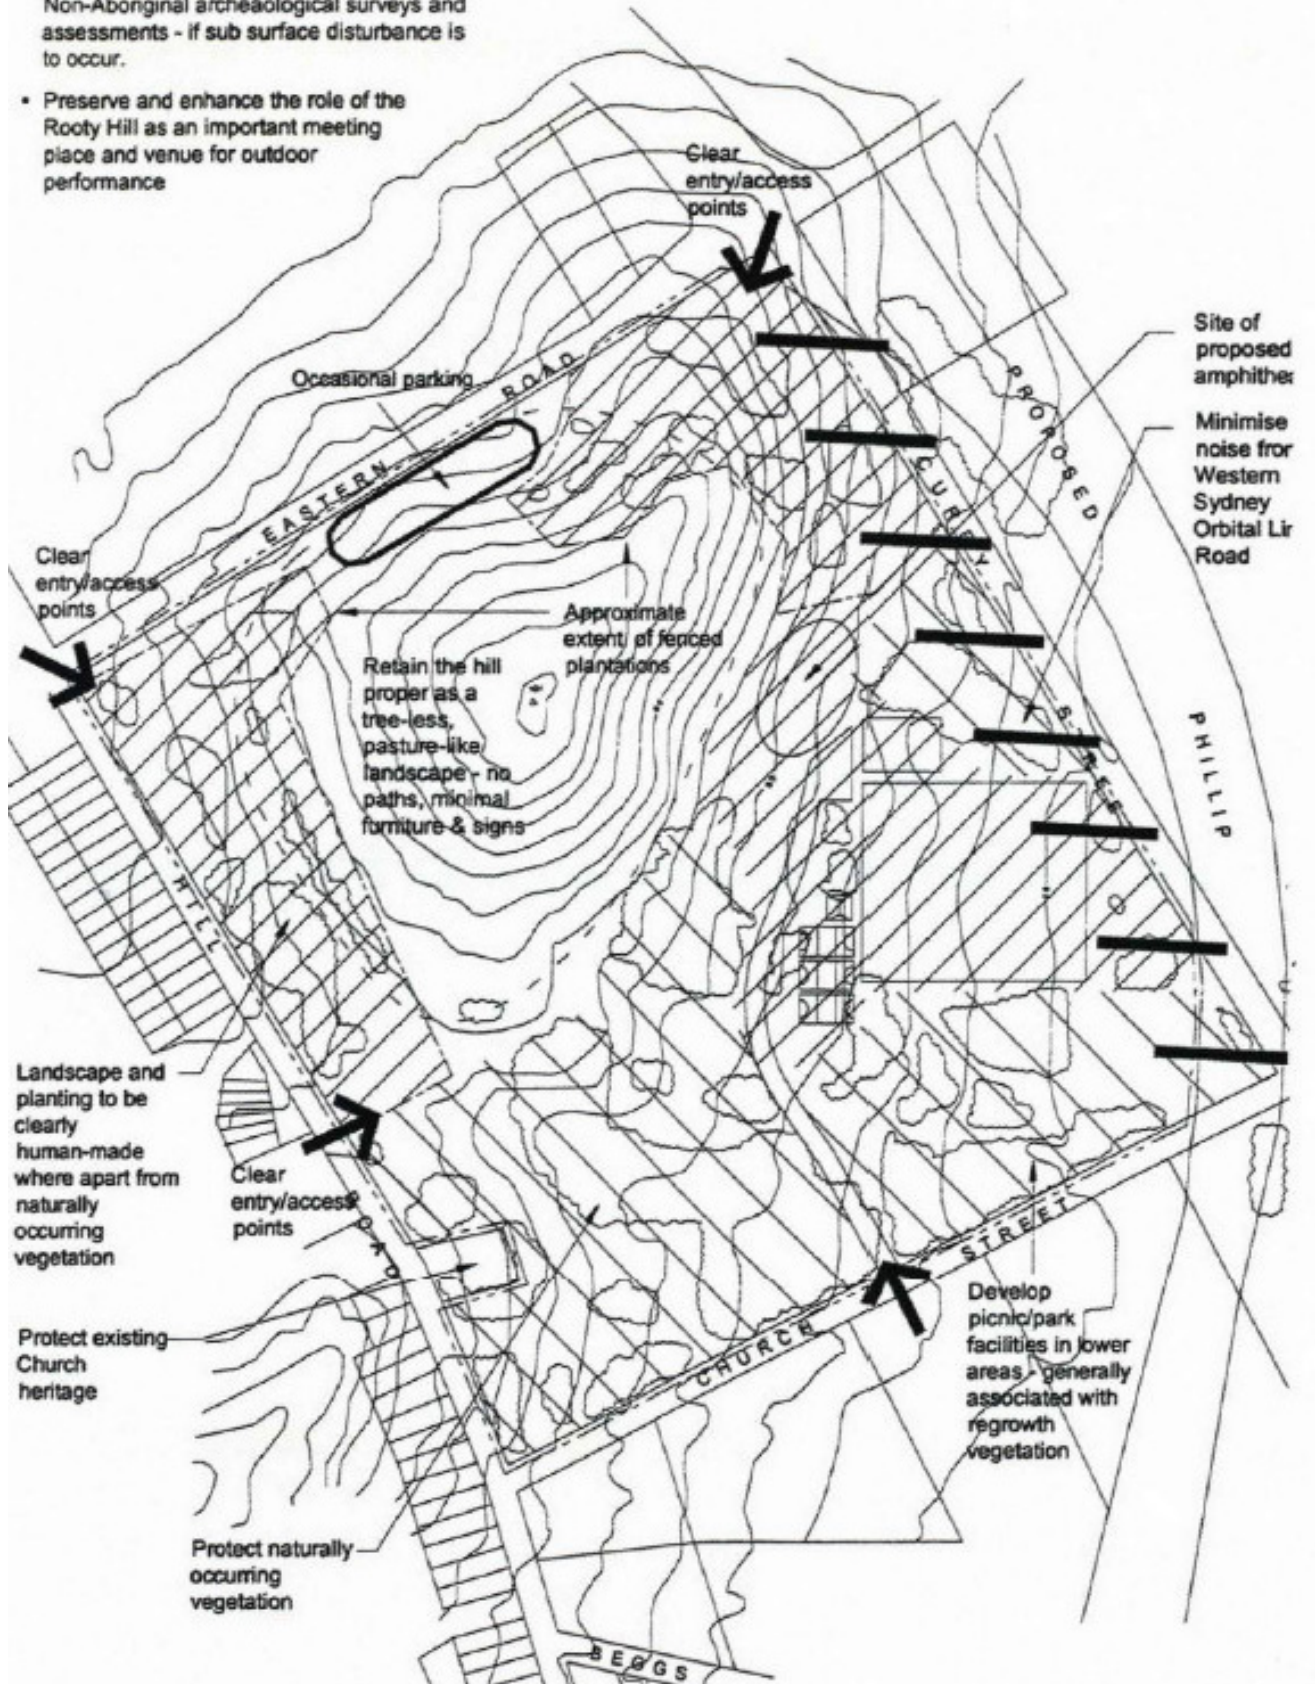 Non-Aboriginal archeaological surveys and
assessments - if sub surface disturbance is
to occur.
• Preserve and enhance the role of the
Rooty Hill as an important meeting
place and venue for outdoor
performance
Clear
entry/access
points
Site of
proposed
amphithea
Minimise
noise from
Western
Sydney
Orbital Lin
Road
PROPOSED
Occasional parking
EASTERN ROAD
CURRY STREET
PHILLIP
Clear
entry/access
points
Approximate
extent of fenced
plantations
Retain the hill
proper as a
tree-less,
pasture-like
landscape - no
paths, minimal
furniture & signs
HILL ROAD
Landscape and
planting to be
clearly
human-made
where apart from
naturally
occurring
vegetation
Clear
entry/access
points
CHURCH STREET
Protect existing
Church
heritage
Develop
picnic/park
facilities in lower
areas - generally
associated with
regrowth
vegetation
Protect naturally
occurring
vegetation
BEGGS